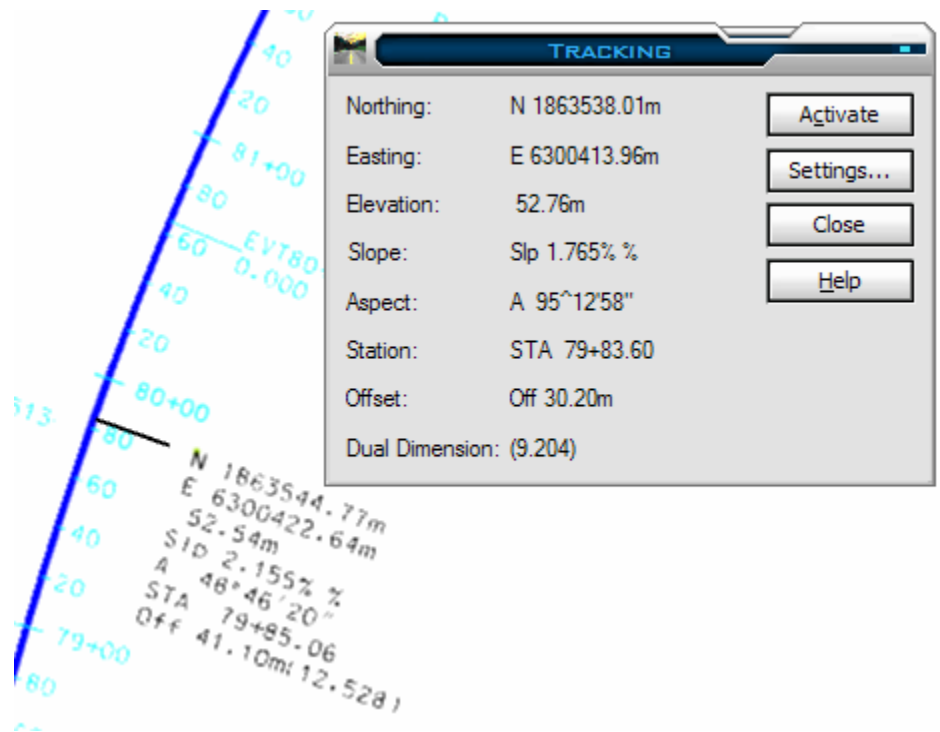 TRACKING
Northing: N 1863538.01m
Easting: E 6300413.96m
Elevation: 52.76m
Slope: Slp 1.765% %
Aspect: A 95^12'58"
Station: STA 79+83.60
Offset: Off 30.20m
Dual Dimension: (9.204)
Activate
Settings...
Close
Help
40
20
81+00
80
EVT80
60
0.000
40
20
80+00
513
80
60
40
20
79+00
80
N 1863544.77m
E 6300422.64m
52.54m
Slp 2.155% %
A 46°46'20"
STA 79+85.06
Off 41.10m(12.528)